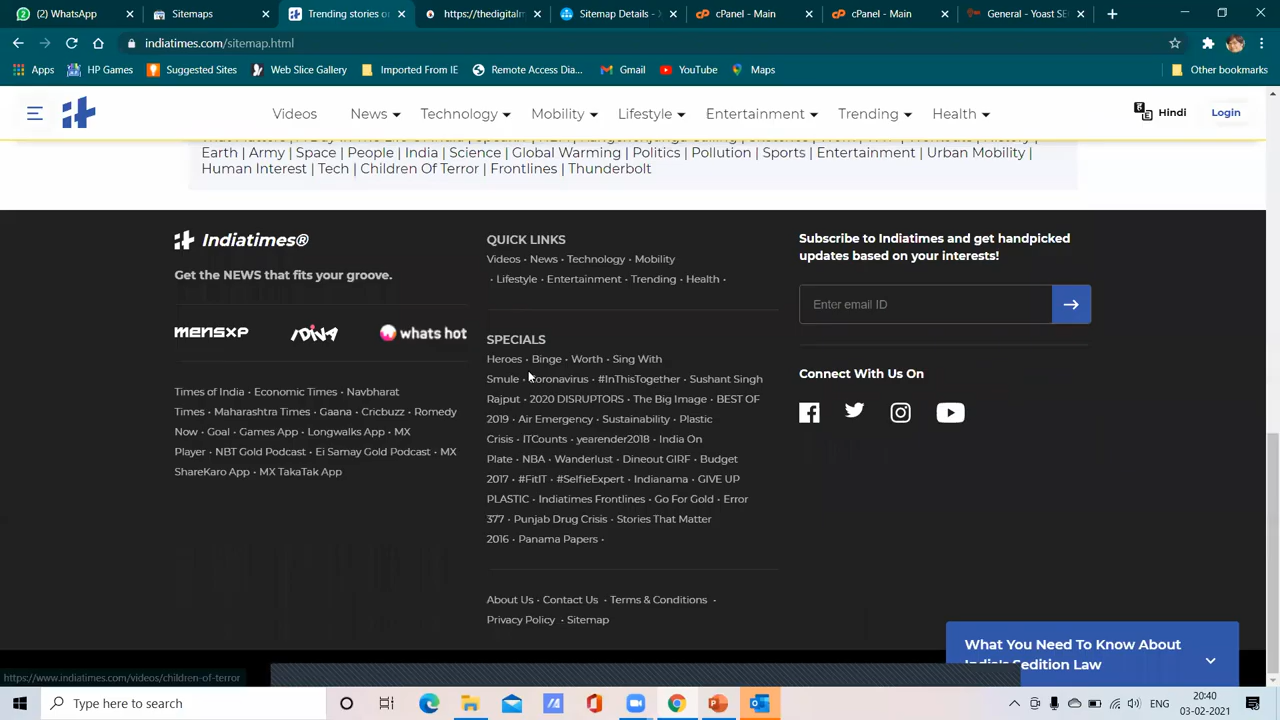 WhatsApp
Sitemaps
Trending stories o
https://thedigitalm
Sitemap Details - X
cPanel - Main
cPanel - Main
General - Yoast SE
indiatimes.com/sitemap.html
Apps
HP Games
Suggested Sites
Web Slice Gallery
Imported From IE
Remote Access Dia...
Gmail
YouTube
Maps
Other bookmarks
Videos
News
Technology
Mobility
Lifestyle
Entertainment
Trending
Health
Hindi
Login
Earth | Army | Space | People | India | Science | Global Warming | Politics | Pollution | Sports | Entertainment | Urban Mobility |
Human Interest | Tech | Children Of Terror | Frontlines | Thunderbolt
Indiatimes®
Get the NEWS that fits your groove.
mensxp
iDiVA
whats hot
Times of India · Economic Times · Navbharat
Times · Maharashtra Times · Gaana · Cricbuzz · Romedy
Now · Goal · Games App · Longwalks App · MX
Player · NBT Gold Podcast · Ei Samay Gold Podcast · MX
ShareKaro App · MX TakaTak App
QUICK LINKS
Videos · News · Technology · Mobility
· Lifestyle · Entertainment · Trending · Health ·
SPECIALS
Heroes · Binge · Worth · Sing With
Smule · Coronavirus · #InThisTogether · Sushant Singh
Rajput · 2020 DISRUPTORS · The Big Image · BEST OF
2019 · Air Emergency · Sustainability · Plastic
Crisis · ITCounts · yearender2018 · India On
Plate · NBA · Wanderlust · Dineout GIRF · Budget
2017 · #FitIT · #SelfieExpert · Indianama · GIVE UP
PLASTIC · Indiatimes Frontlines · Go For Gold · Error
377 · Punjab Drug Crisis · Stories That Matter
2016 · Panama Papers ·
About Us · Contact Us · Terms & Conditions ·
Privacy Policy · Sitemap
Subscribe to Indiatimes and get handpicked
updates based on your interests!
Enter email ID
Connect With Us On
What You Need To Know About
India's Sedition Law
https://www.indiatimes.com/videos/children-of-terror
Type here to search
ENG
20:40
03-02-2021